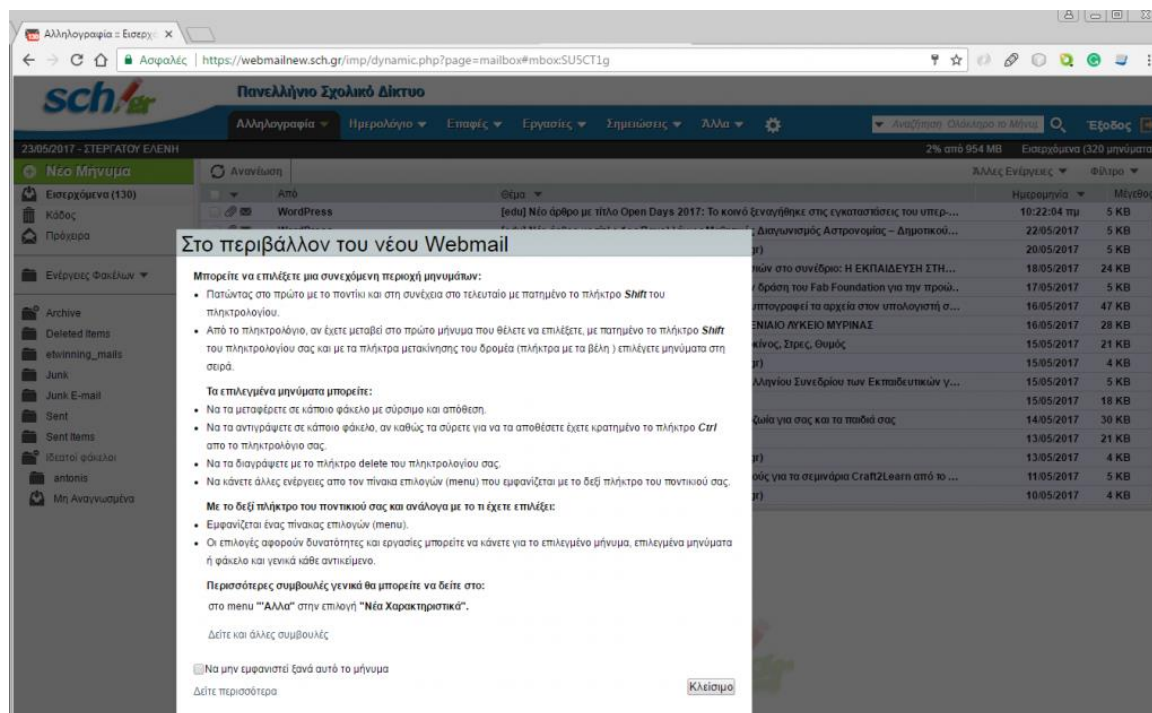 Αλληλογραφία :: Εισερχ
Ασφαλές | https://webmailnew.sch.gr/imp/dynamic.php?page=mailbox#mbox:SU5CT1g
sch.gr
Πανελλήνιο Σχολικό Δίκτυο
Αλληλογραφία Ημερολόγιο Επαφές Εργασίες Σημειώσεις Άλλα Αναζήτηση Ολόκληρο το Μήνυμ Έξοδος
23/05/2017 - ΣΤΕΡΓΑΤΟΥ ΕΛΕΝΗ 2% από 954 MB Εισερχόμενα (320 μηνύματα
Νέο Μήνυμα Ανανέωση Άλλες Ενέργειες Φίλτρο
Εισερχόμενα (130)
Κάδος
Πρόχειρα
Ενέργειες Φακέλων
Archive
Deleted Items
etwinning_mails
Junk
Junk E-mail
Sent
Sent Items
Ιδεατοί φάκελοι
antonis
Μη Αναγνωσμένα
Από Θέμα Ημερομηνία Μέγεθος
WordPress [edu] Νέο άρθρο με τίτλο Open Days 2017: Το κοινό ξεναγήθηκε στις εγκαταστάσεις του υπερ-... 10:22:04 πμ 5 KB
Διαγωνισμός Αστρονομίας – Δημοτικού... 22/05/2017 5 KB
gr) 20/05/2017 5 KB
στο συνέδριο: Η ΕΚΠΑΙΔΕΥΣΗ ΣΤΗ... 18/05/2017 24 KB
δράση του Fab Foundation για την προώ.. 17/05/2017 5 KB
τα αρχεία στον υπολογιστή σ... 16/05/2017 47 KB
ΕΝΙΑΙΟ ΛΥΚΕΙΟ ΜΥΡΙΝΑΣ 16/05/2017 28 KB
Στρες, Θυμός 15/05/2017 21 KB
gr) 15/05/2017 4 KB
Συνεδρίου των Εκπαιδευτικών γ... 15/05/2017 5 KB
15/05/2017 18 KB
για σας και τα παιδιά σας 14/05/2017 30 KB
13/05/2017 21 KB
gr) 13/05/2017 4 KB
για τα σεμινάρια Craft2Learn από το ... 11/05/2017 5 KB
gr) 10/05/2017 4 KB
Στο περιβάλλον του νέου Webmail
Μπορείτε να επιλέξετε μια συνεχόμενη περιοχή μηνυμάτων:
• Πατώντας στο πρώτο με το ποντίκι και στη συνέχεια στο τελευταίο με πατημένο το πλήκτρο Shift του
πληκτρολογίου.
• Από το πληκτρολόγιο, αν έχετε μεταβεί στο πρώτο μήνυμα που θέλετε να επιλέξετε, με πατημένο το πλήκτρο Shift
του πληκτρολογίου σας και με τα πλήκτρα μετακίνησης του δρομέα (πλήκτρα με τα βέλη ) επιλέγετε μηνύματα στη
σειρά.
Τα επιλεγμένα μηνύματα μπορείτε:
• Να τα μεταφέρετε σε κάποιο φάκελο με σύρσιμο και απόθεση.
• Να τα αντιγράψετε σε κάποιο φάκελο, αν καθώς τα σύρετε για να τα αποθέσετε έχετε κρατημένο το πλήκτρο Ctrl
απο το πληκτρολόγιο σας.
• Να τα διαγράψετε με το πλήκτρο delete του πληκτρολογίου σας.
• Να κάνετε άλλες ενέργειες απο τον πίνακα επιλογών (menu) που εμφανίζεται με το δεξί πλήκτρο του ποντικιού σας.
Με το δεξί πλήκτρο του ποντικιού σας και ανάλογα με το τι έχετε επιλέξει:
• Εμφανίζεται ένας πίνακας επιλογών (menu).
• Οι επιλογές αφορούν δυνατότητες και εργασίες μπορείτε να κάνετε για το επιλεγμένο μήνυμα, επιλεγμένα μηνύματα
ή φάκελο και γενικά κάθε αντικείμενο.
Περισσότερες συμβουλές γενικά θα μπορείτε να δείτε στο:
στο menu "'Αλλα" στην επιλογή "Νέα Χαρακτηριστικά".
Δείτε και άλλες συμβουλές
Να μην εμφανιστεί ξανά αυτό το μήνυμα
Δείτε περισσότερα
Κλείσιμο